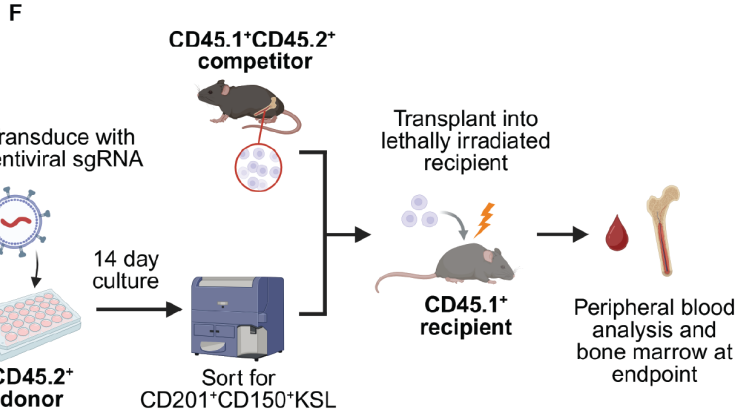 F
CD45.1⁺CD45.2⁺
competitor
ransduce with
entiviral sgRNA
14 day
culture
CD45.2⁺
donor
Sort for
CD201⁺CD150⁺KSL
Transplant into
lethally irradiated
recipient
CD45.1⁺
recipient
Peripheral blood
analysis and
bone marrow at
endpoint